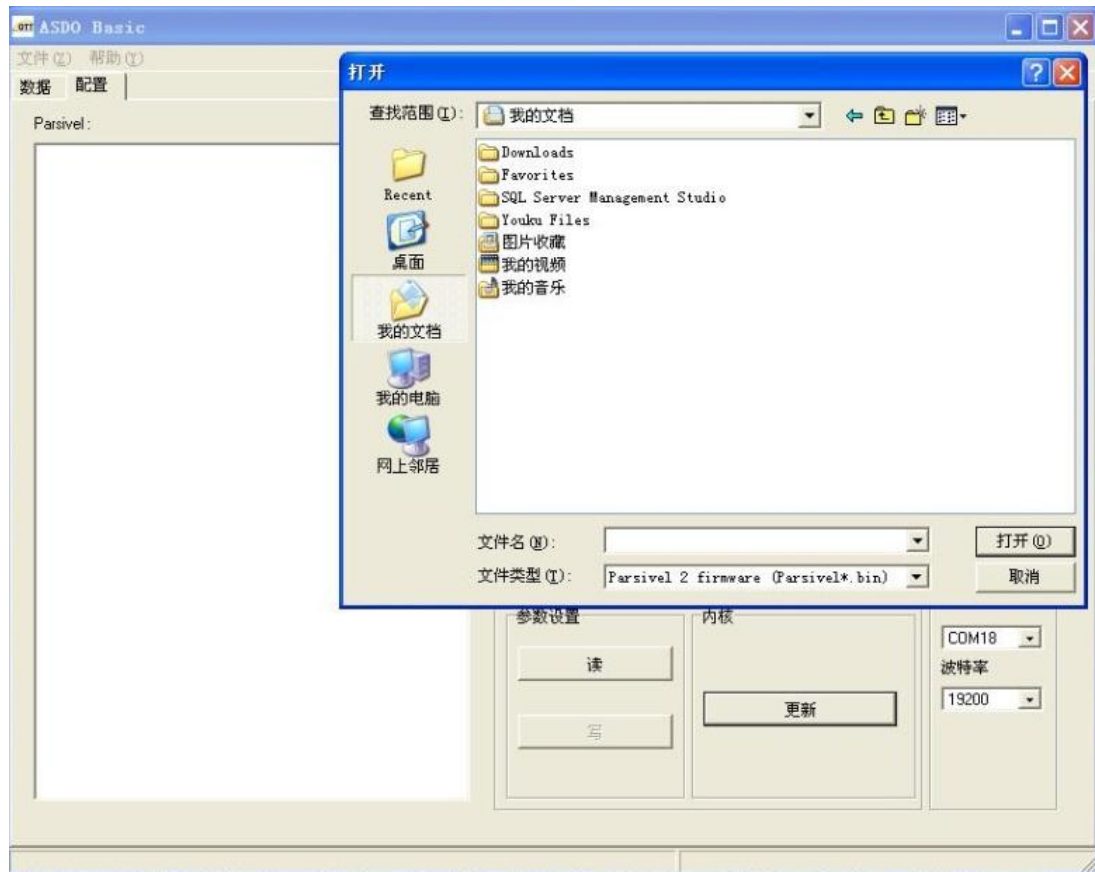 OTT ASDO Basic
文件(Z) 帮助(Y)
数据 配置
Parsivel:
打开
查找范围(I): 我的文档
Recent
桌面
我的文档
我的电脑
网上邻居
Downloads
Favorites
SQL Server Management Studio
Youku Files
图片收藏
我的视频
我的音乐
文件名(N): 打开(O)
文件类型(T): Parsivel 2 firmware (Parsivel*.bin) 取消
参数设置
读
写
内核
更新
COM18
波特率
19200